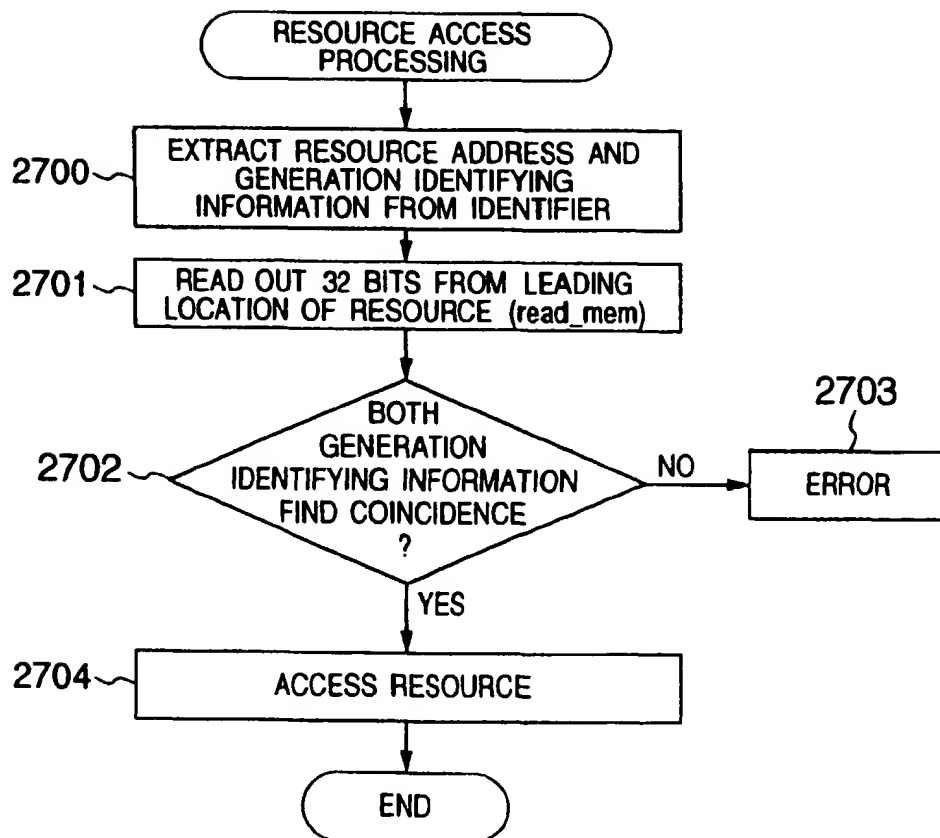 RESOURCE ACCESS
PROCESSING
2700
EXTRACT RESOURCE ADDRESS AND
GENERATION IDENTIFYING
INFORMATION FROM IDENTIFIER
2701
READ OUT 32 BITS FROM LEADING
LOCATION OF RESOURCE (read_mem)
2702
BOTH
GENERATION
IDENTIFYING INFORMATION
FIND COINCIDENCE
?
NO
2703
ERROR
YES
2704
ACCESS RESOURCE
END